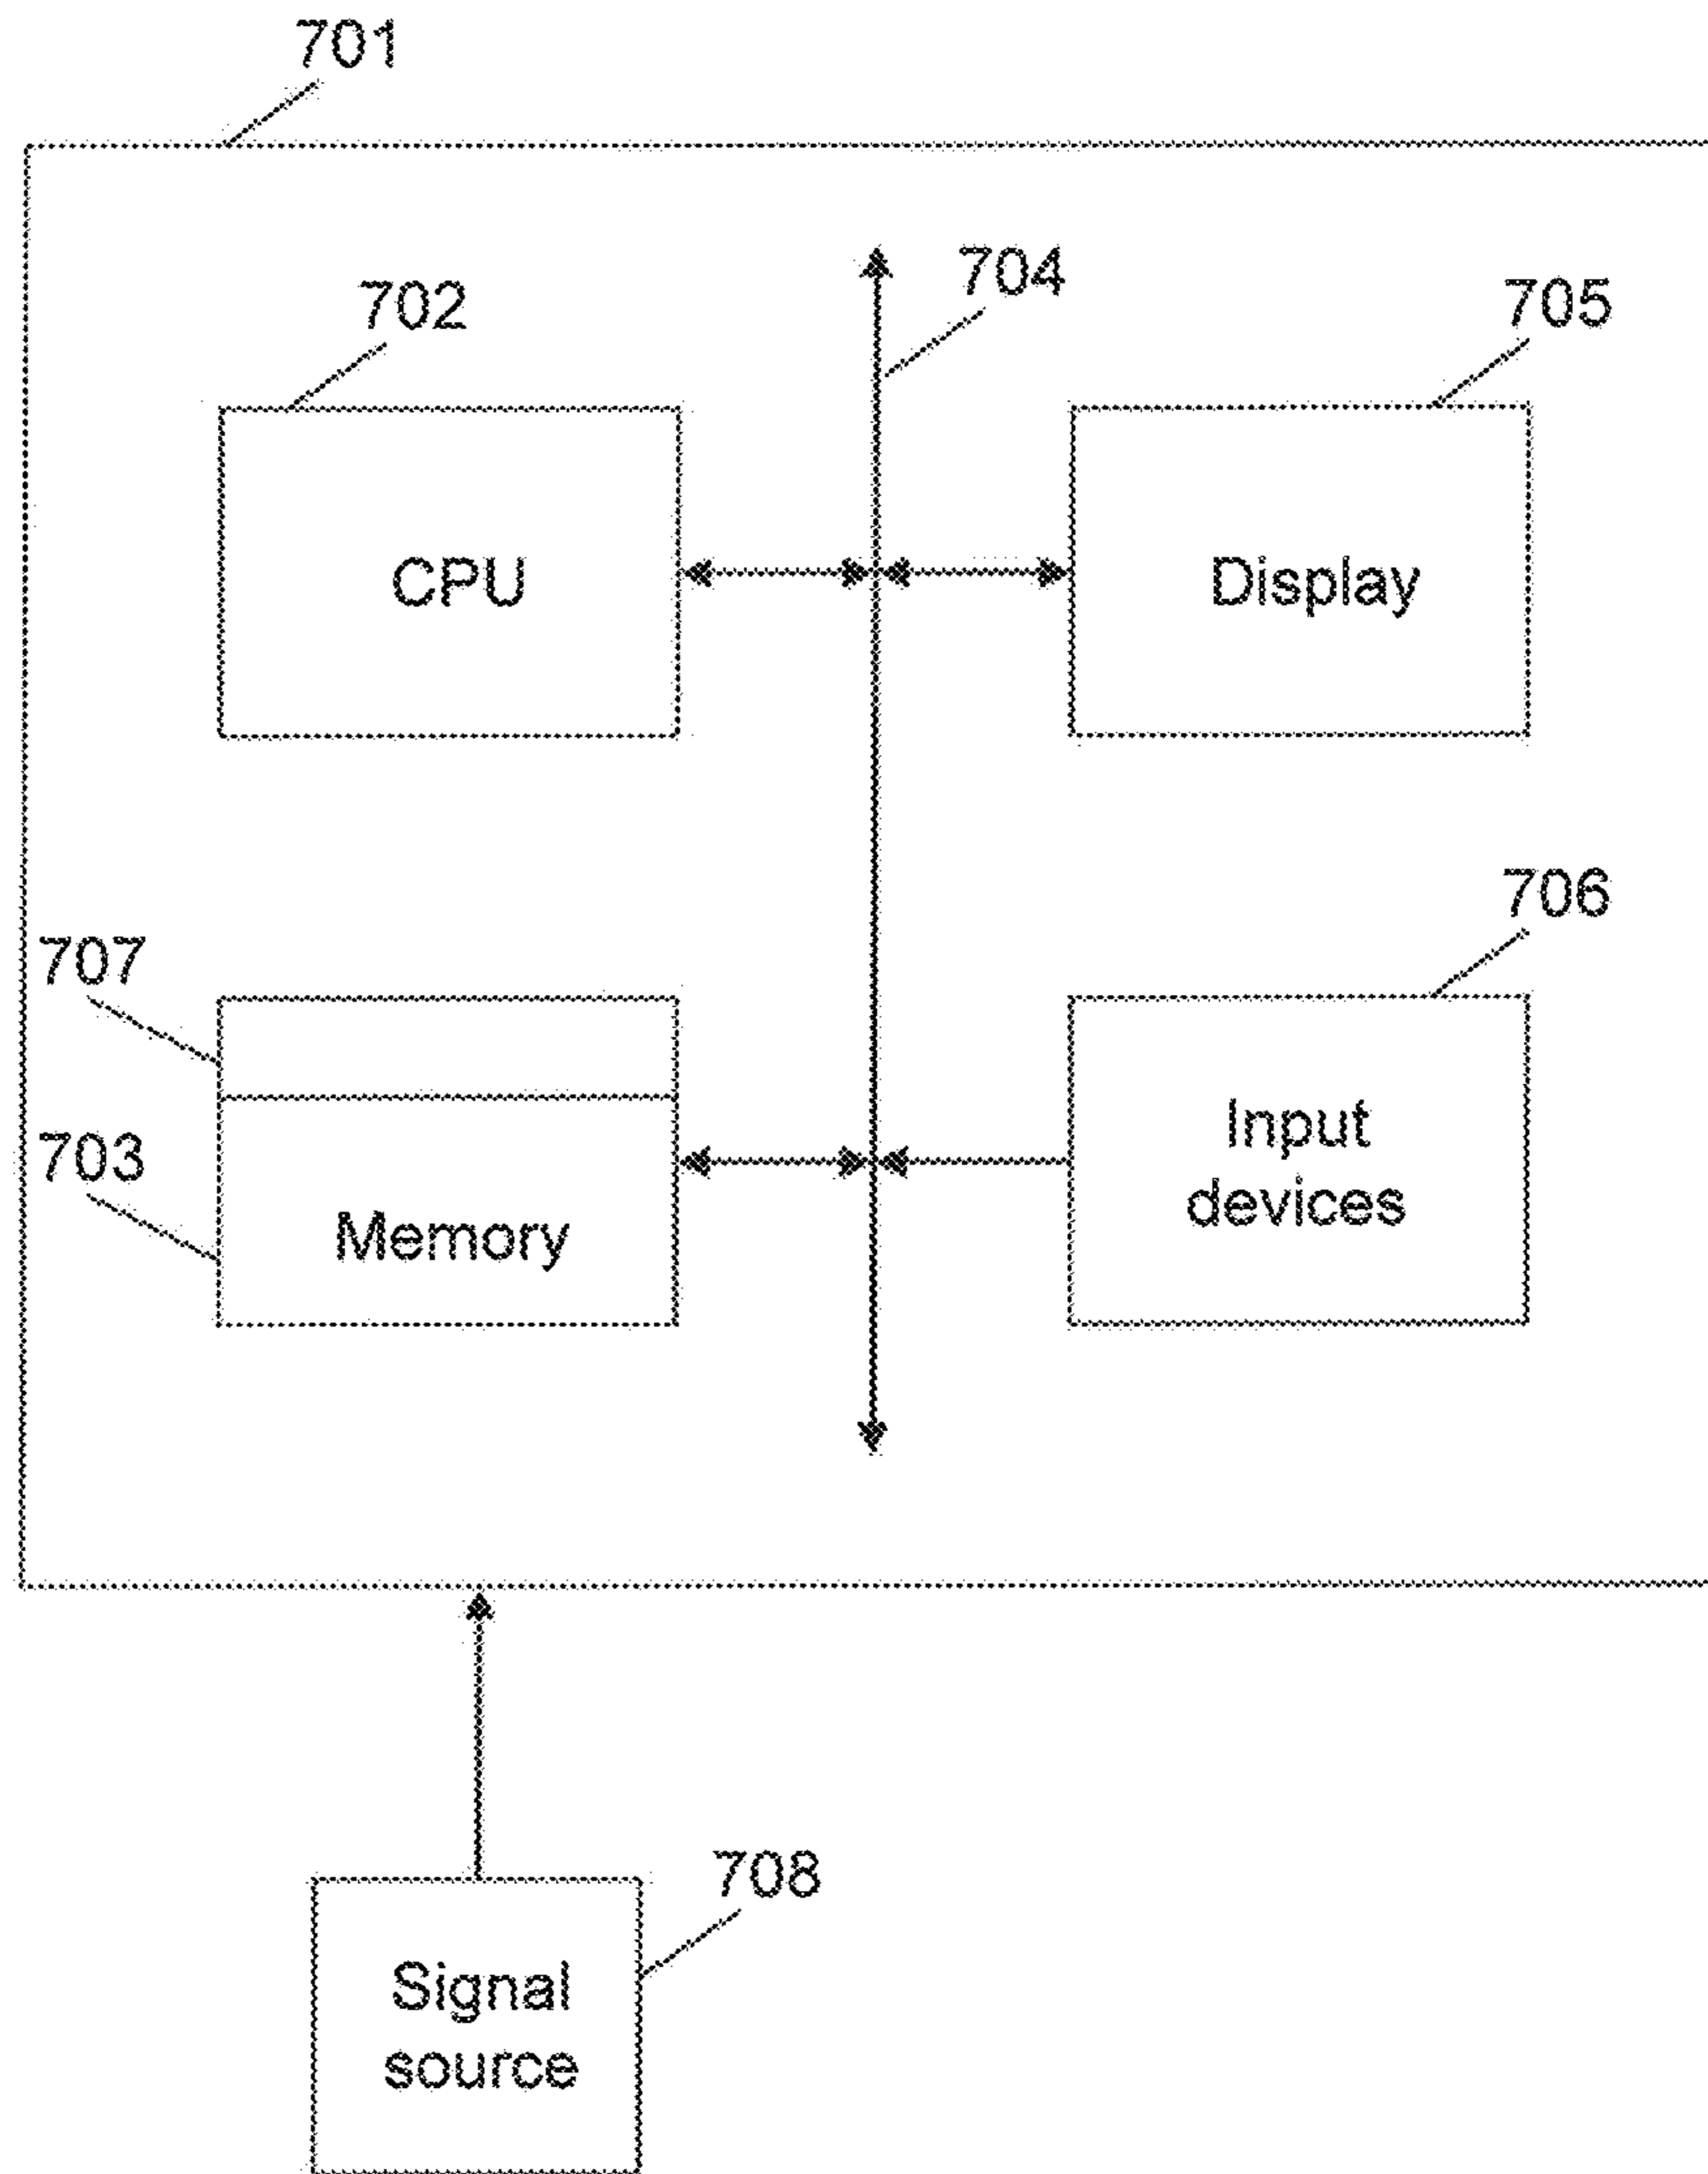 701
704
702
705
CPU
Display
706
707
703
Input
devices
Memory
708
Signal
source